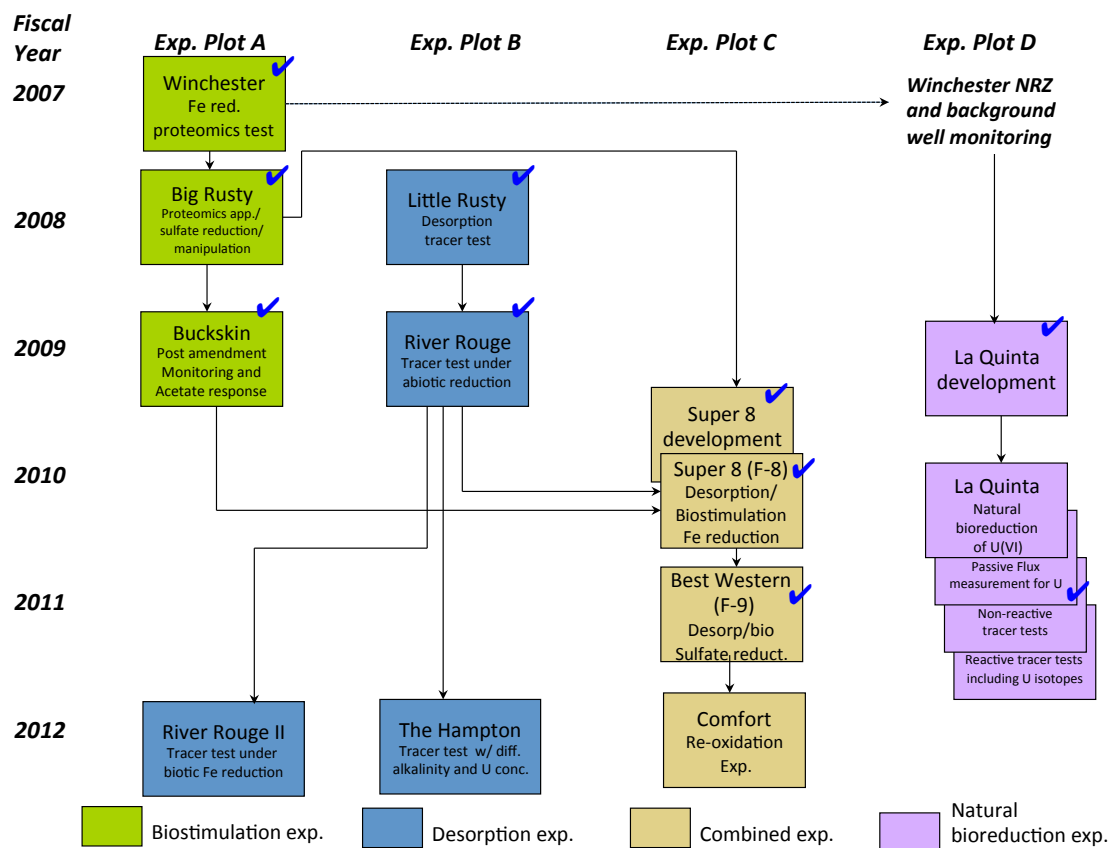 Fiscal
Year
Exp. Plot A
Exp. Plot B
Exp. Plot C
Exp. Plot D
2007
Winchester
Fe red.
proteomics test
Winchester NRZ
and background
well monitoring
2008
Big Rusty
Proteomics app./
sulfate reduction/
manipulation
Little Rusty
Desorption
tracer test
2009
Buckskin
Post amendment
Monitoring and
Acetate response
River Rouge
Tracer test under
abiotic reduction
La Quinta
development
Super 8
development
2010
Super 8 (F-8)
Desorption/
Biostimulation
Fe reduction
La Quinta
Natural
bioreduction
of U(VI)
Passive Flux
measurement for U
2011
Best Western
(F-9)
Desorp/bio
Sulfate reduct.
Non-reactive
tracer tests
Reactive tracer tests
including U isotopes
2012
River Rouge II
Tracer test under
biotic Fe reduction
The Hampton
Tracer test w/ diff.
alkalinity and U conc.
Comfort
Re-oxidation
Exp.
Biostimulation exp.
Desorption exp.
Combined exp.
Natural
bioreduction exp.